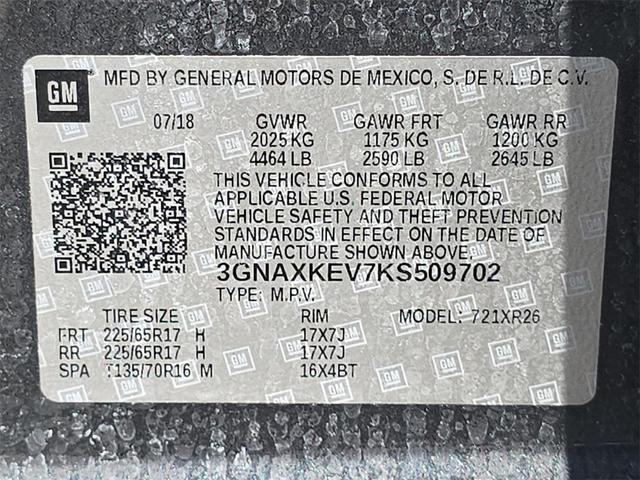 GM MFD BY GENERAL MOTORS DE MEXICO, S. DE R.L. DE C.V.
07/18 GVWR GAWR FRT GAWR RR
2025 KG 1175 KG 1200 KG
4464 LB 2590 LB 2645 LB
THIS VEHICLE CONFORMS TO ALL
APPLICABLE U.S. FEDERAL MOTOR
VEHICLE SAFETY AND THEFT PREVENTION
STANDARDS IN EFFECT ON THE DATE OF
MANUFACTURE SHOWN ABOVE.
3GNAXKEV7KS509702
TYPE: M.P.V.
TIRE SIZE RIM MODEL: 721XR26
FRT 225/65R17 H 17X7J
RR 225/65R17 H 17X7J
SPA T135/70R16 M 16X4BT